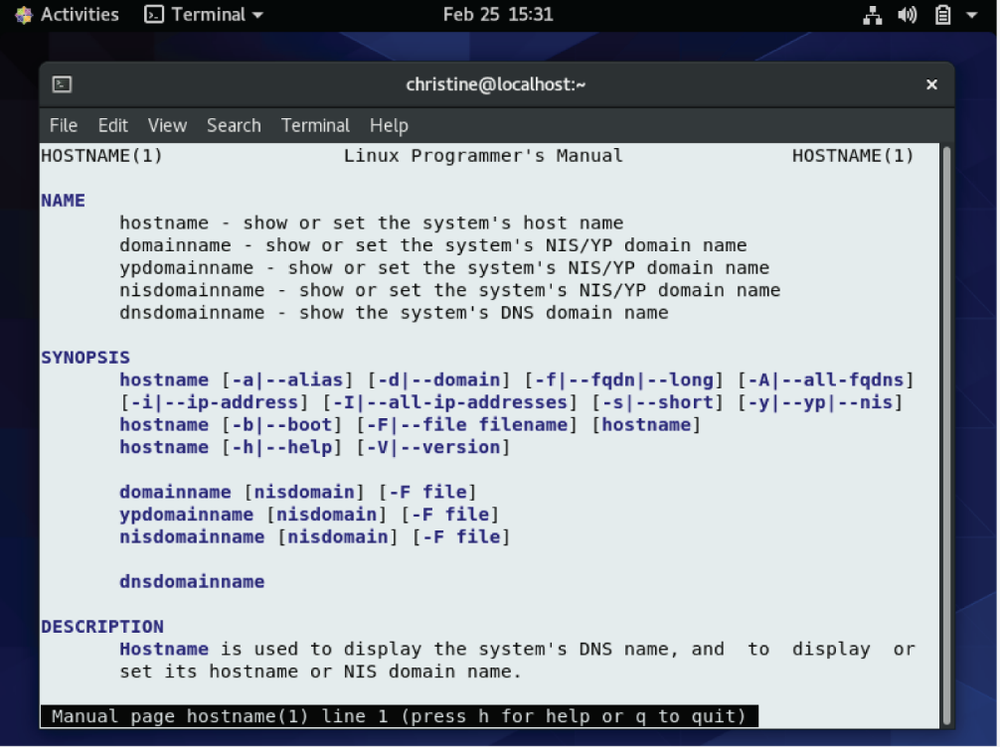 Activities Terminal Feb 25 15:31
christine@localhost:~
File Edit View Search Terminal Help
HOSTNAME(1) Linux Programmer's Manual HOSTNAME(1)
NAME
hostname - show or set the system's host name
domainname - show or set the system's NIS/YP domain name
ypdomainname - show or set the system's NIS/YP domain name
nisdomainname - show or set the system's NIS/YP domain name
dnsdomainname - show the system's DNS domain name
SYNOPSIS
hostname [-a|--alias] [-d|--domain] [-f|--fqdn|--long] [-A|--all-fqdns]
[-i|--ip-address] [-I|--all-ip-addresses] [-s|--short] [-y|--yp|--nis]
hostname [-b|--boot] [-F|--file filename] [hostname]
hostname [-h|--help] [-V|--version]
domainname [nisdomain] [-F file]
ypdomainname [nisdomain] [-F file]
nisdomainname [nisdomain] [-F file]
dnsdomainname
DESCRIPTION
Hostname is used to display the system's DNS name, and to display or
set its hostname or NIS domain name.
Manual page hostname(1) line 1 (press h for help or q to quit)